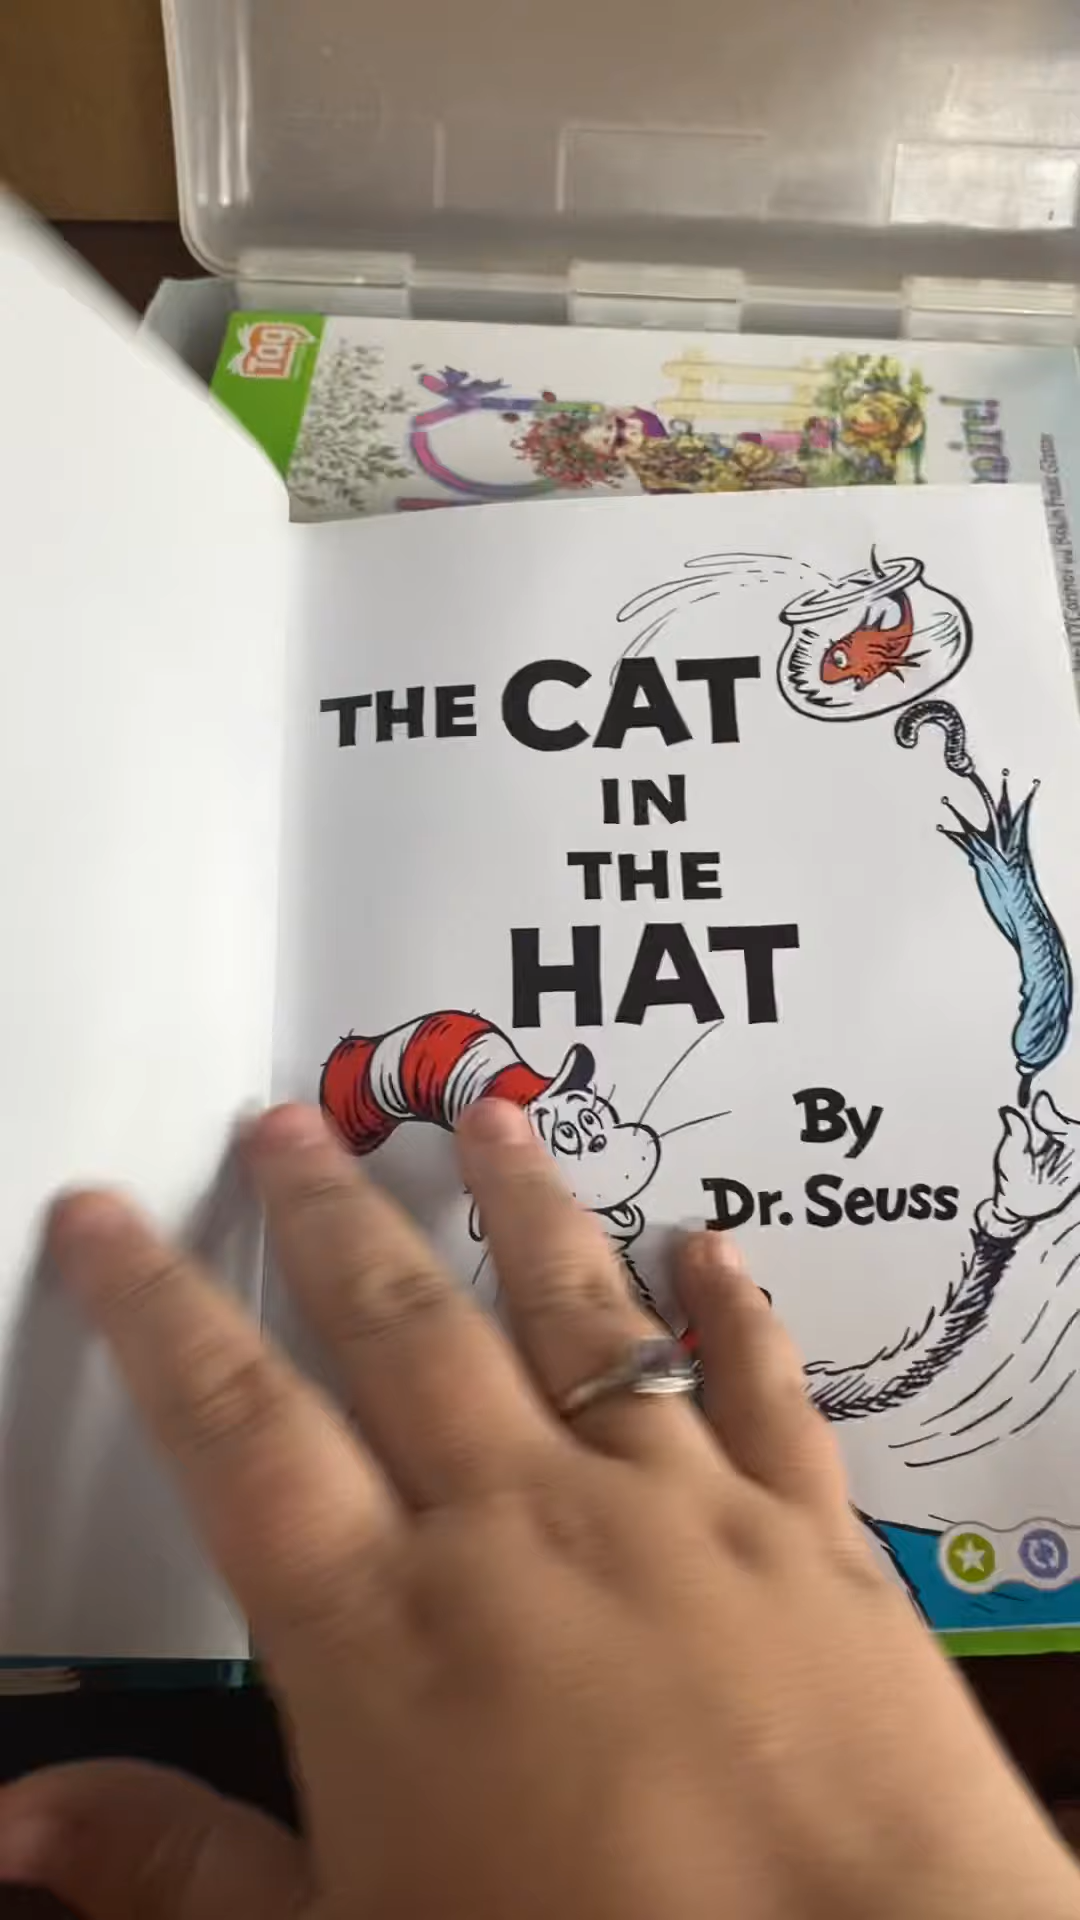 Tag
THE CAT
IN
THE
HAT
By
Dr. Seuss